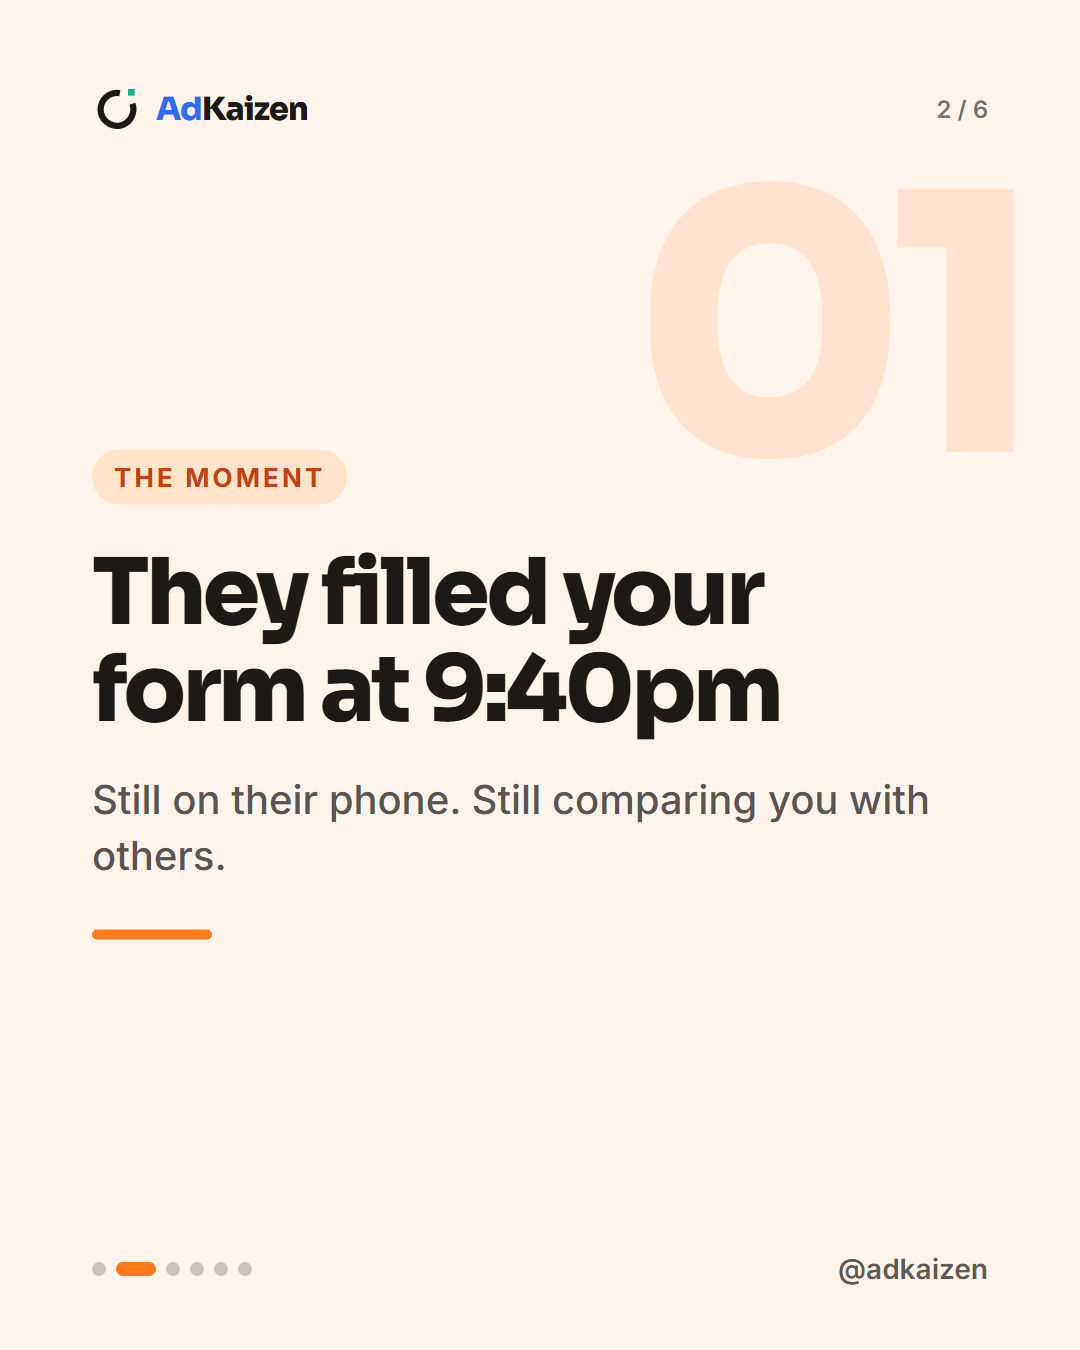 AdKaizen
2 / 6
01
THE MOMENT
They filled your
form at 9:40pm
Still on their phone. Still comparing you with
others.
@adkaizen